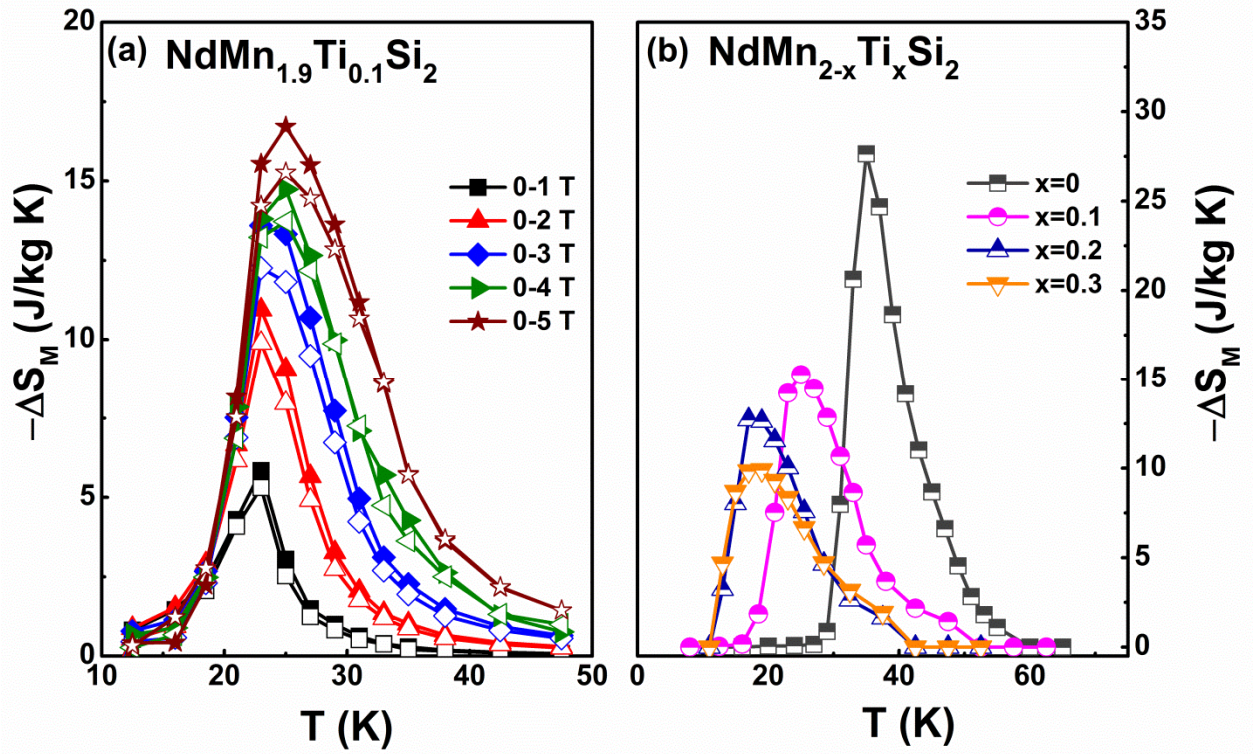 (a) NdMn1.9Ti0.1Si2
0-1 T
0-2 T
0-3 T
0-4 T
0-5 T
−ΔSM (J/kg K)
20
15
10
5
0
10 20 30 40 50
T (K)
(b) NdMn2-xTixSi2
x=0
x=0.1
x=0.2
x=0.3
−ΔSM (J/kg K)
35
30
25
20
15
10
5
0
0 20 40 60
T (K)